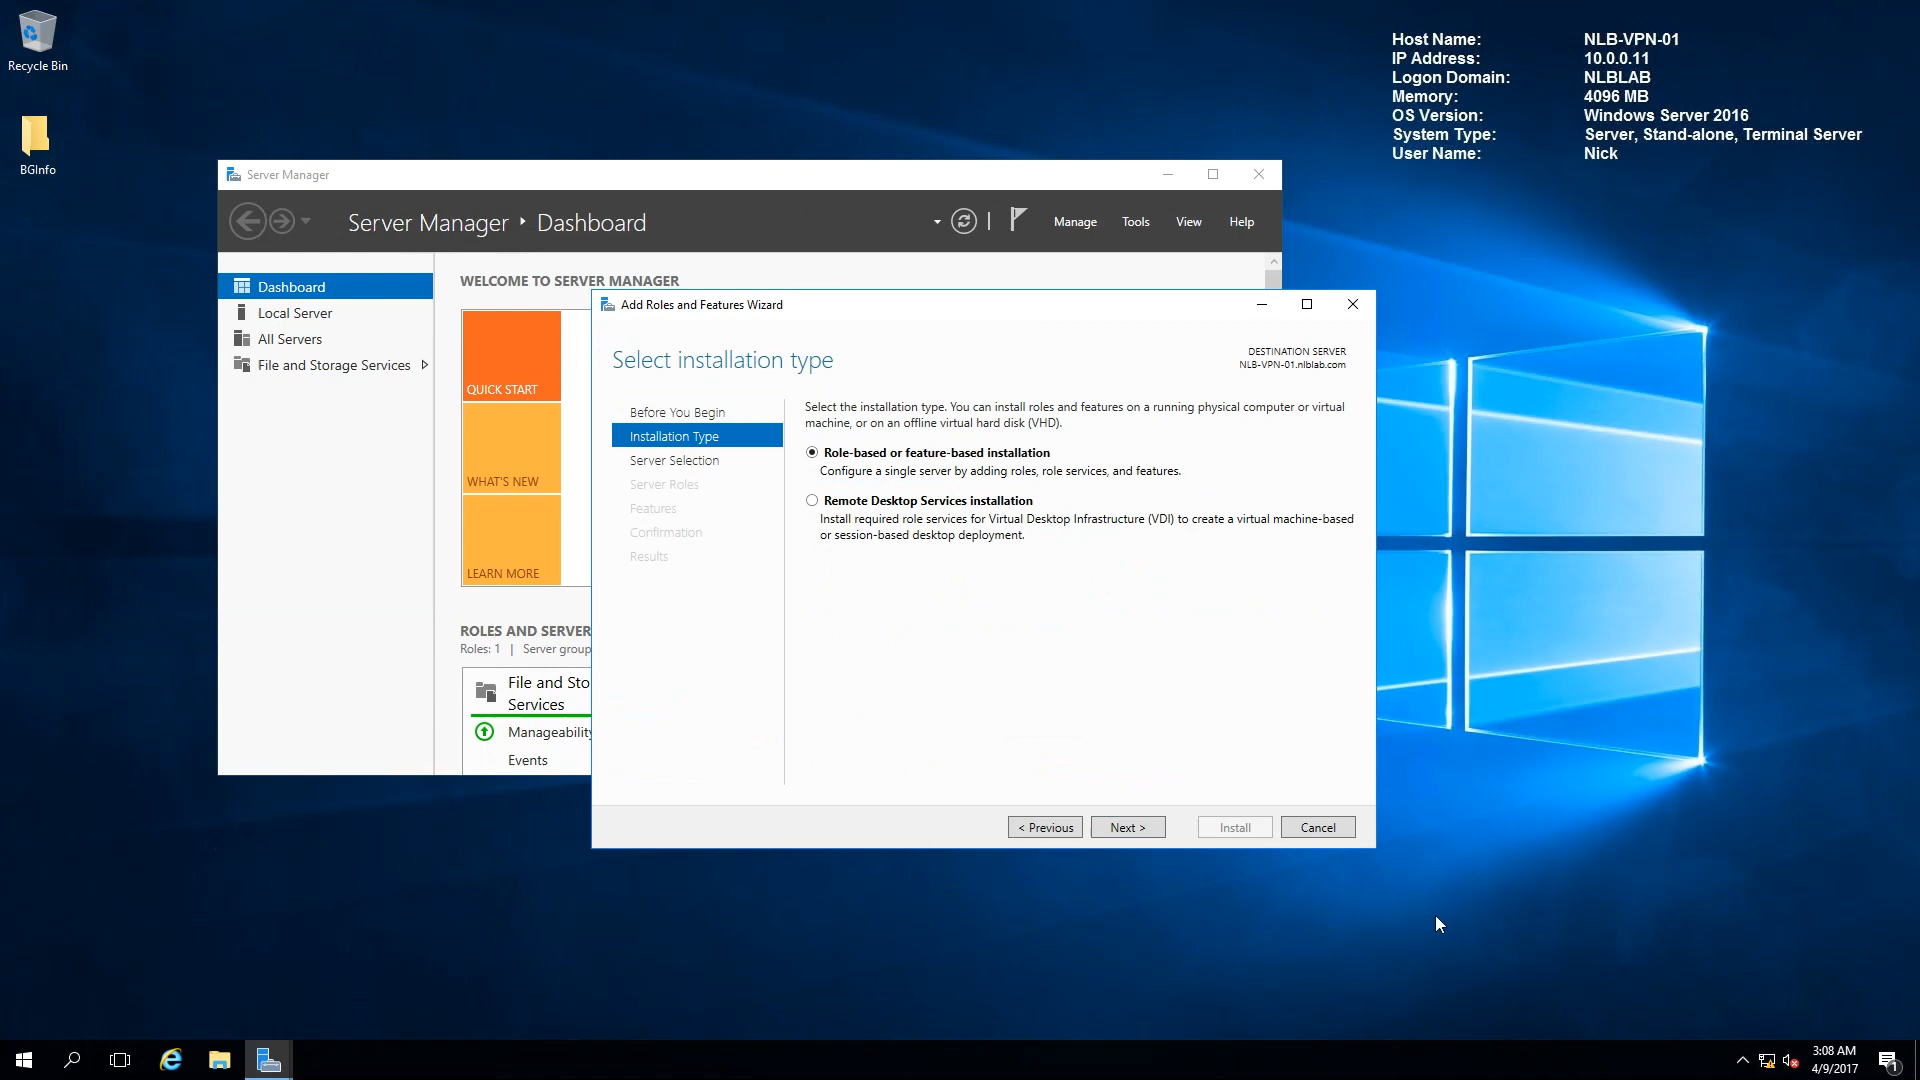 Recycle Bin
BGInfo
Host Name: NLB-VPN-01
IP Address: 10.0.0.11
Logon Domain: NLBLAB
Memory: 4096 MB
OS Version: Windows Server 2016
System Type: Server, Stand-alone, Terminal Server
User Name: Nick
Server Manager
Server Manager Dashboard
Manage Tools View Help
Dashboard
Local Server
All Servers
File and Storage Services
WELCOME TO SERVER MANAGER
QUICK START
WHAT'S NEW
LEARN MORE
ROLES AND SERVER
Roles: 1 | Server group
File and Sto
Services
Manageability
Events
Add Roles and Features Wizard
Select installation type
DESTINATION SERVER
NLB-VPN-01.nlblab.com
Before You Begin
Installation Type
Server Selection
Server Roles
Features
Confirmation
Results
Select the installation type. You can install roles and features on a running physical computer or virtual
machine, or on an offline virtual hard disk (VHD).
Role-based or feature-based installation
Configure a single server by adding roles, role services, and features.
Remote Desktop Services installation
Install required role services for Virtual Desktop Infrastructure (VDI) to create a virtual machine-based
or session-based desktop deployment.
< Previous Next > Install Cancel
3:08 AM
4/9/2017
1